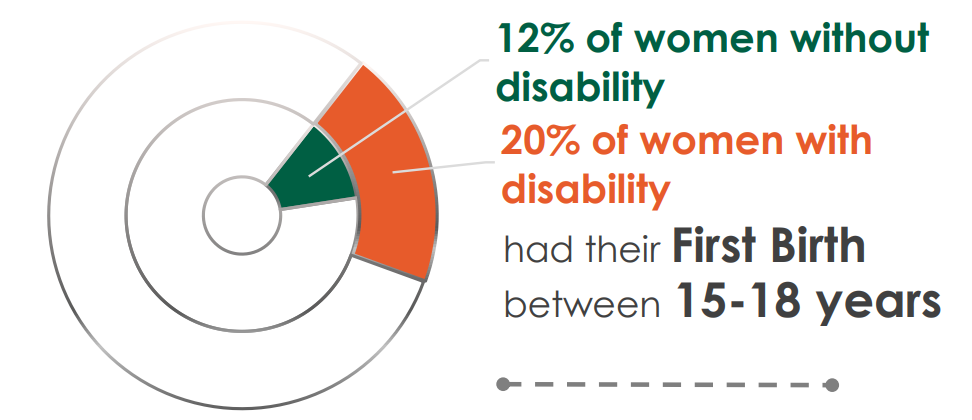 12% of women without
disability
20% of women with
disability
had their First Birth
between 15-18 years